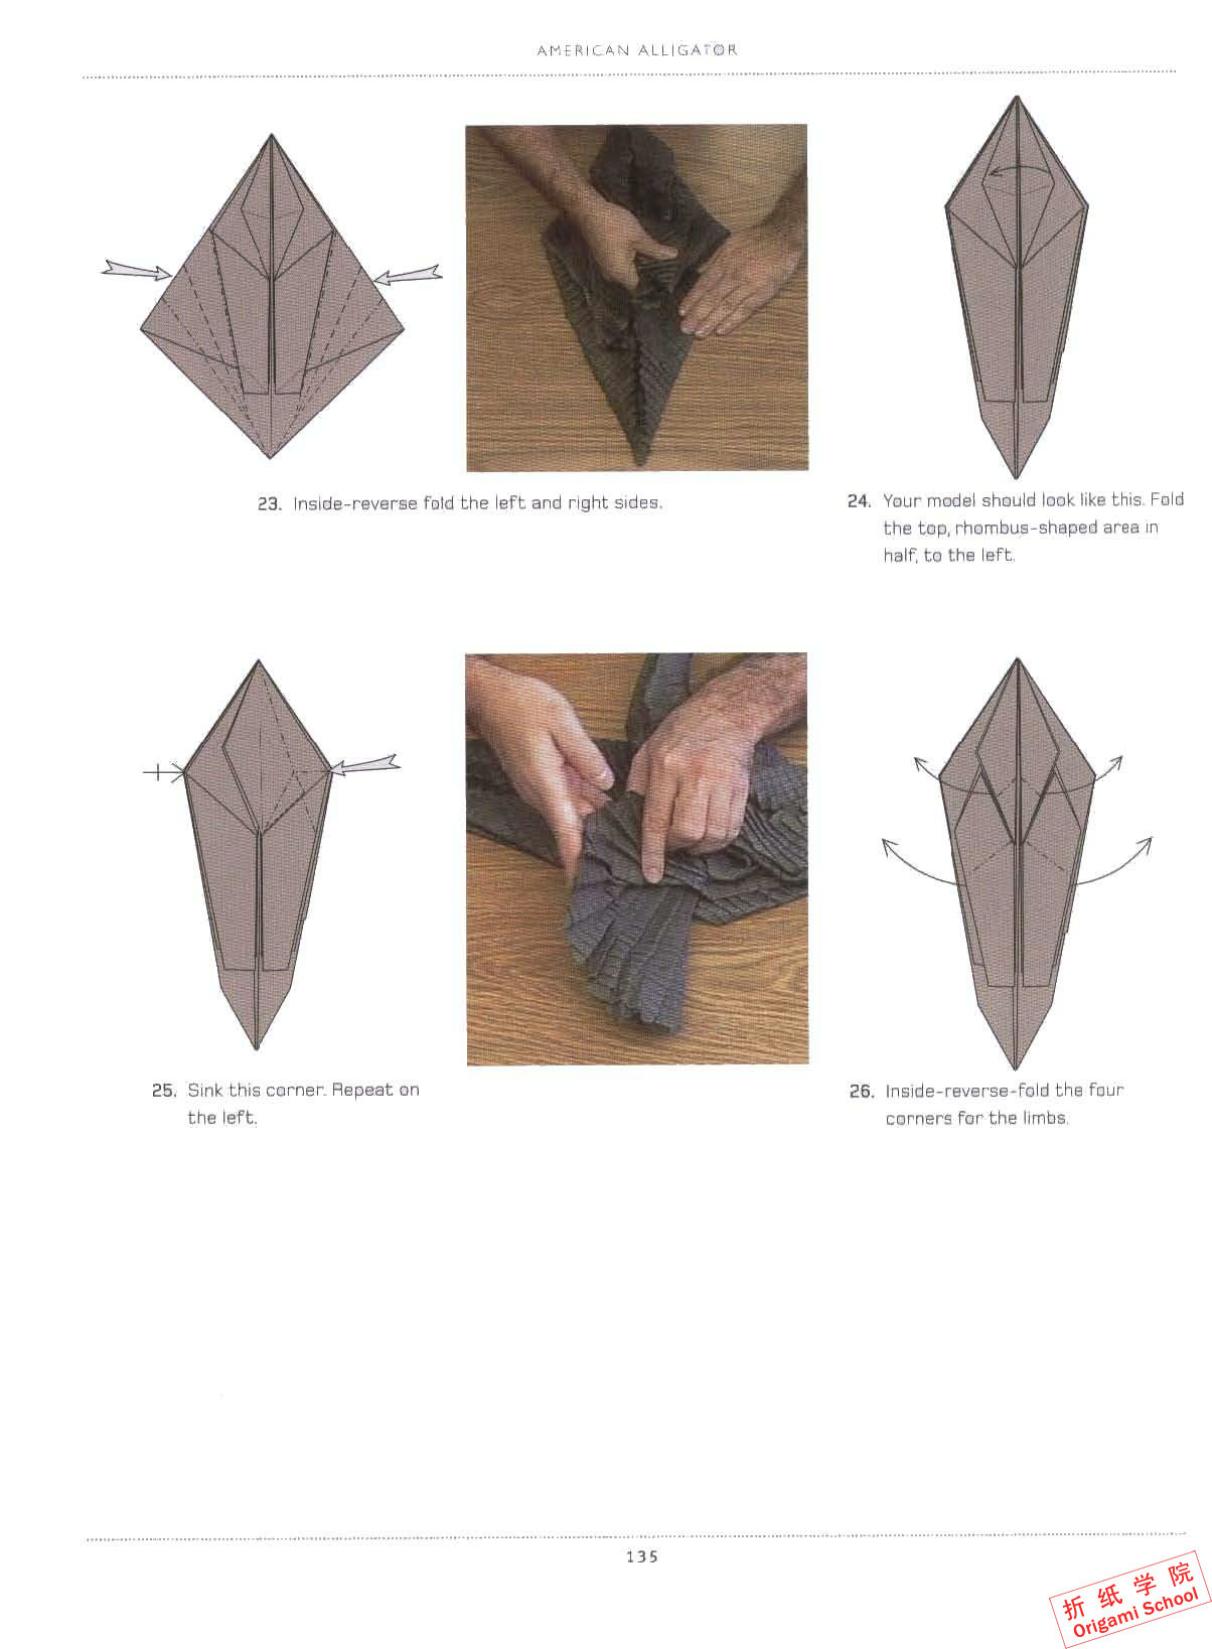 AMERICAN ALLIGATOR
23. Inside-reverse fold the left and right sides.
24. Your model should look like this. Fold
the top, rhombus-shaped area in
half, to the left.
25. Sink this corner. Repeat on
the left.
26. Inside-reverse-fold the four
corners for the limbs.
135
折纸学院
Origami School